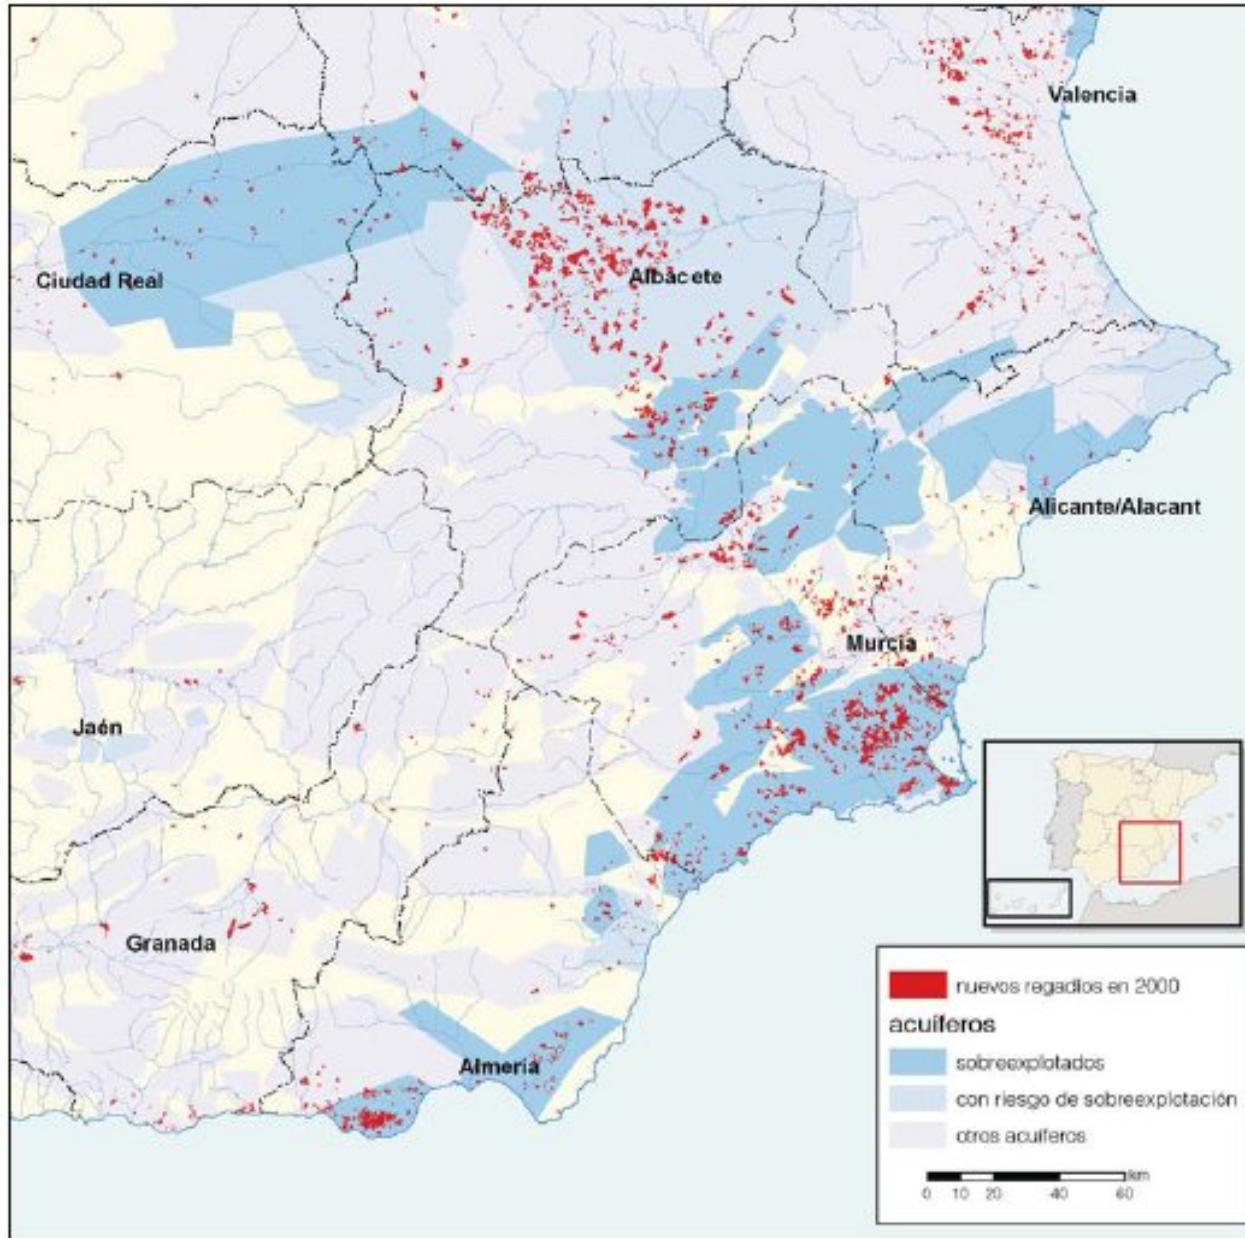 Valencia
Ciudad Real
Albacete
Alicante/Alacant
Murcia
Jaén
Granada
Almería
nuevos regadíos en 2000
acuíferos
sobreexplotados
con riesgo de sobreexplotación
otros acuíferos
km
0 10 20 40 60